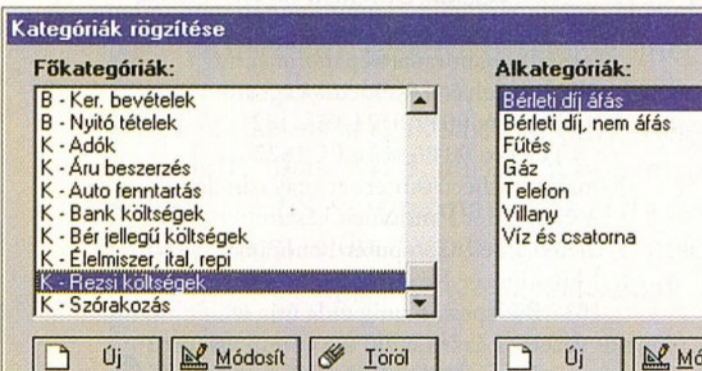 Kategóriák rögzítése
Főkategóriák:
B - Ker. bevételek
B - Nyitó tételek
K - Adók
K - Áru beszerzés
K - Auto fenntartás
K - Bank költségek
K - Bér jellegű költségek
K - Élelmiszer, ital, repi
K - Rezsi költségek
K - Szórakozás
Új
Módosít
Töröl
Alkategóriák:
Bérleti díj áfás
Bérleti díj, nem áfás
Fűtés
Gáz
Telefon
Villany
Víz és csatorna
Új
Mó